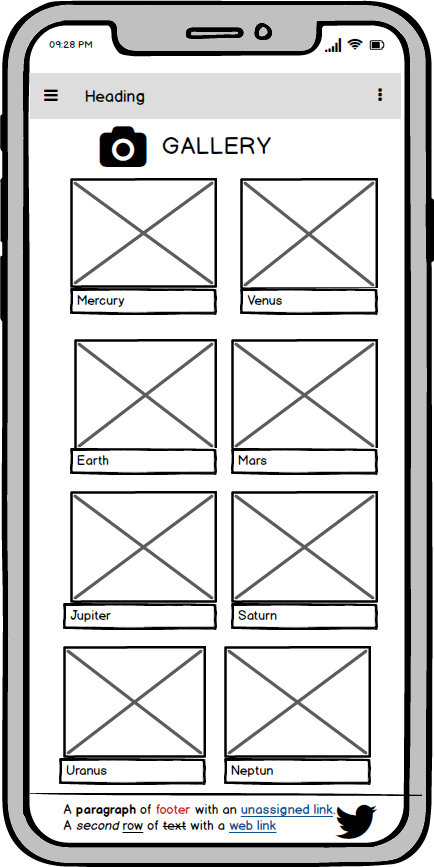 09:28 PM
Heading
GALLERY
Mercury Venus
Earth Mars
Jupiter Saturn
Uranus Neptun
A paragraph of footer with an unassigned link.
A second row of text with a web link